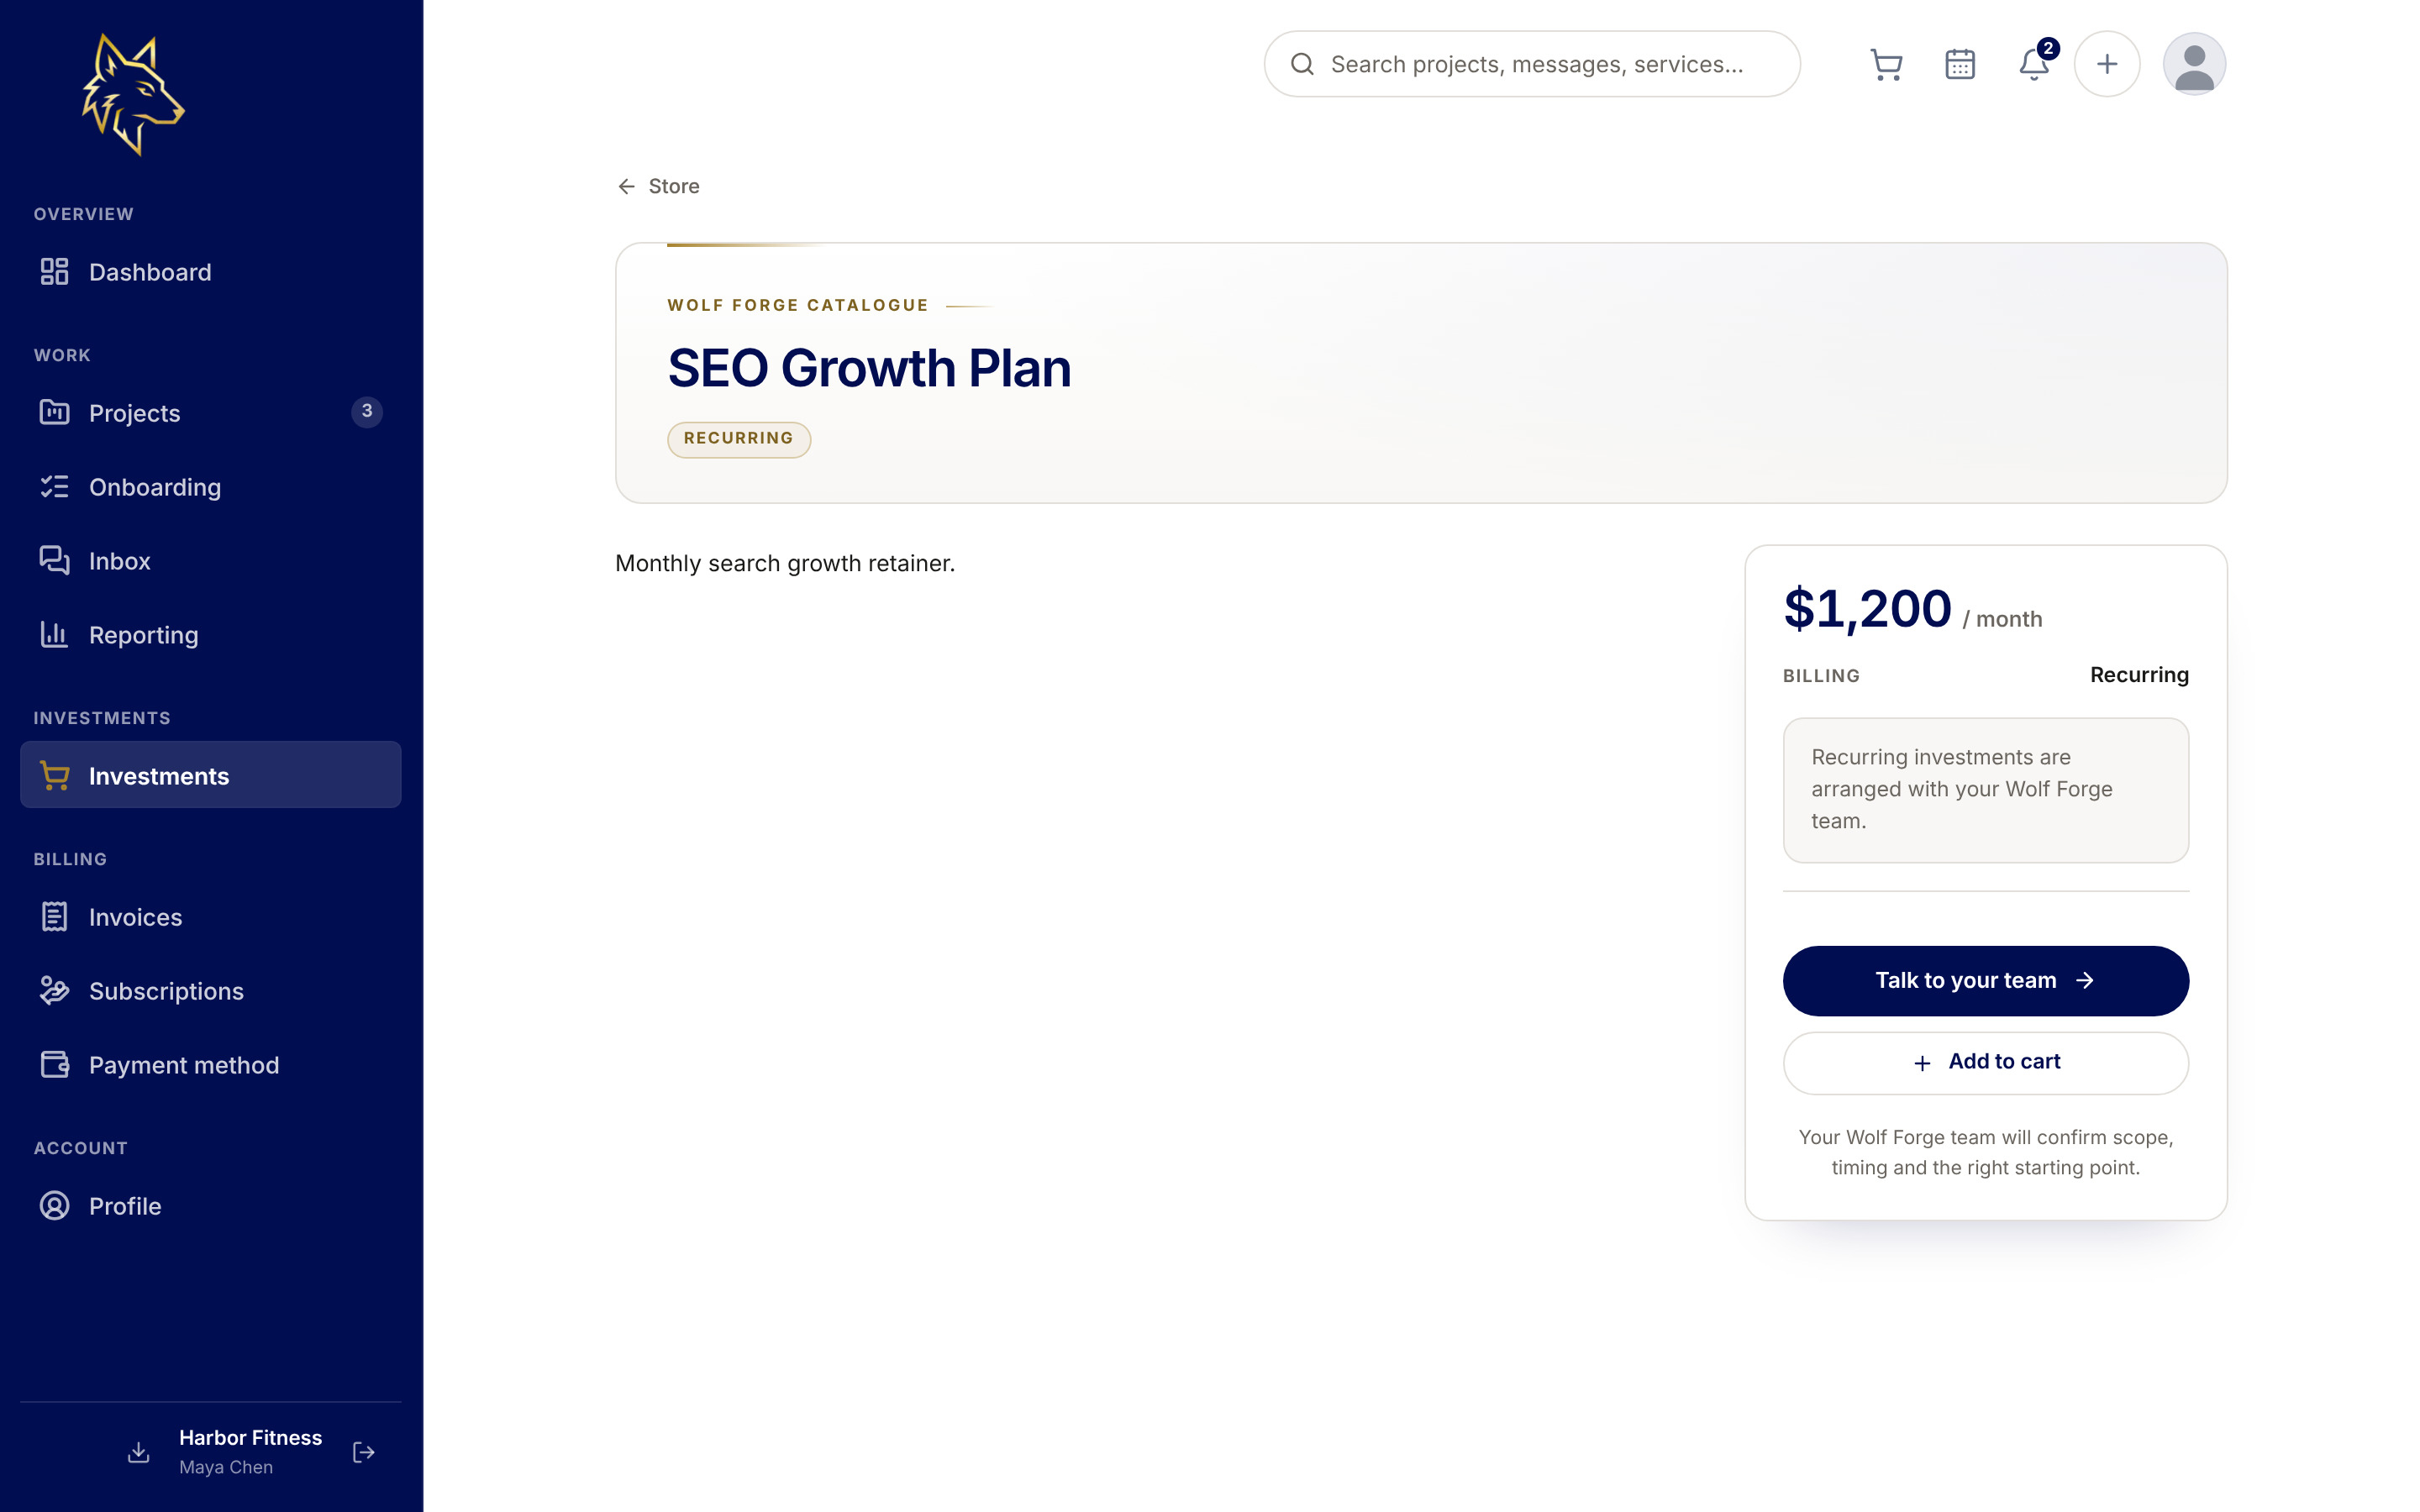 OVERVIEW
Dashboard
WORK
Projects 3
Onboarding
Inbox
Reporting
INVESTMENTS
Investments
BILLING
Invoices
Subscriptions
Payment method
ACCOUNT
Profile
Harbor Fitness
Maya Chen
Search projects, messages, services...
2
Store
WOLF FORGE CATALOGUE
SEO Growth Plan
RECURRING
Monthly search growth retainer.
$1,200 / month
BILLING Recurring
Recurring investments are
arranged with your Wolf Forge
team.
Talk to your team
Add to cart
Your Wolf Forge team will confirm scope,
timing and the right starting point.